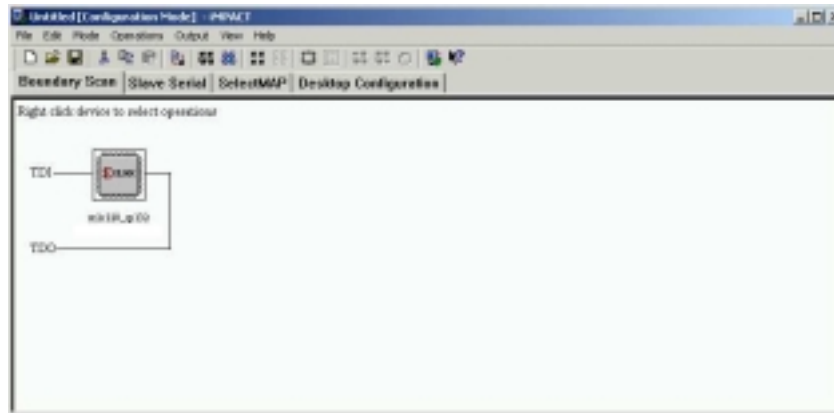 Untitled [Configuration Mode] - iMPACT
File Edit Mode Operations Output View Help
Boundary Scan Slave Serial SelectMAP Desktop Configuration
Right click device to select operations
TDI
XILINX
TDO